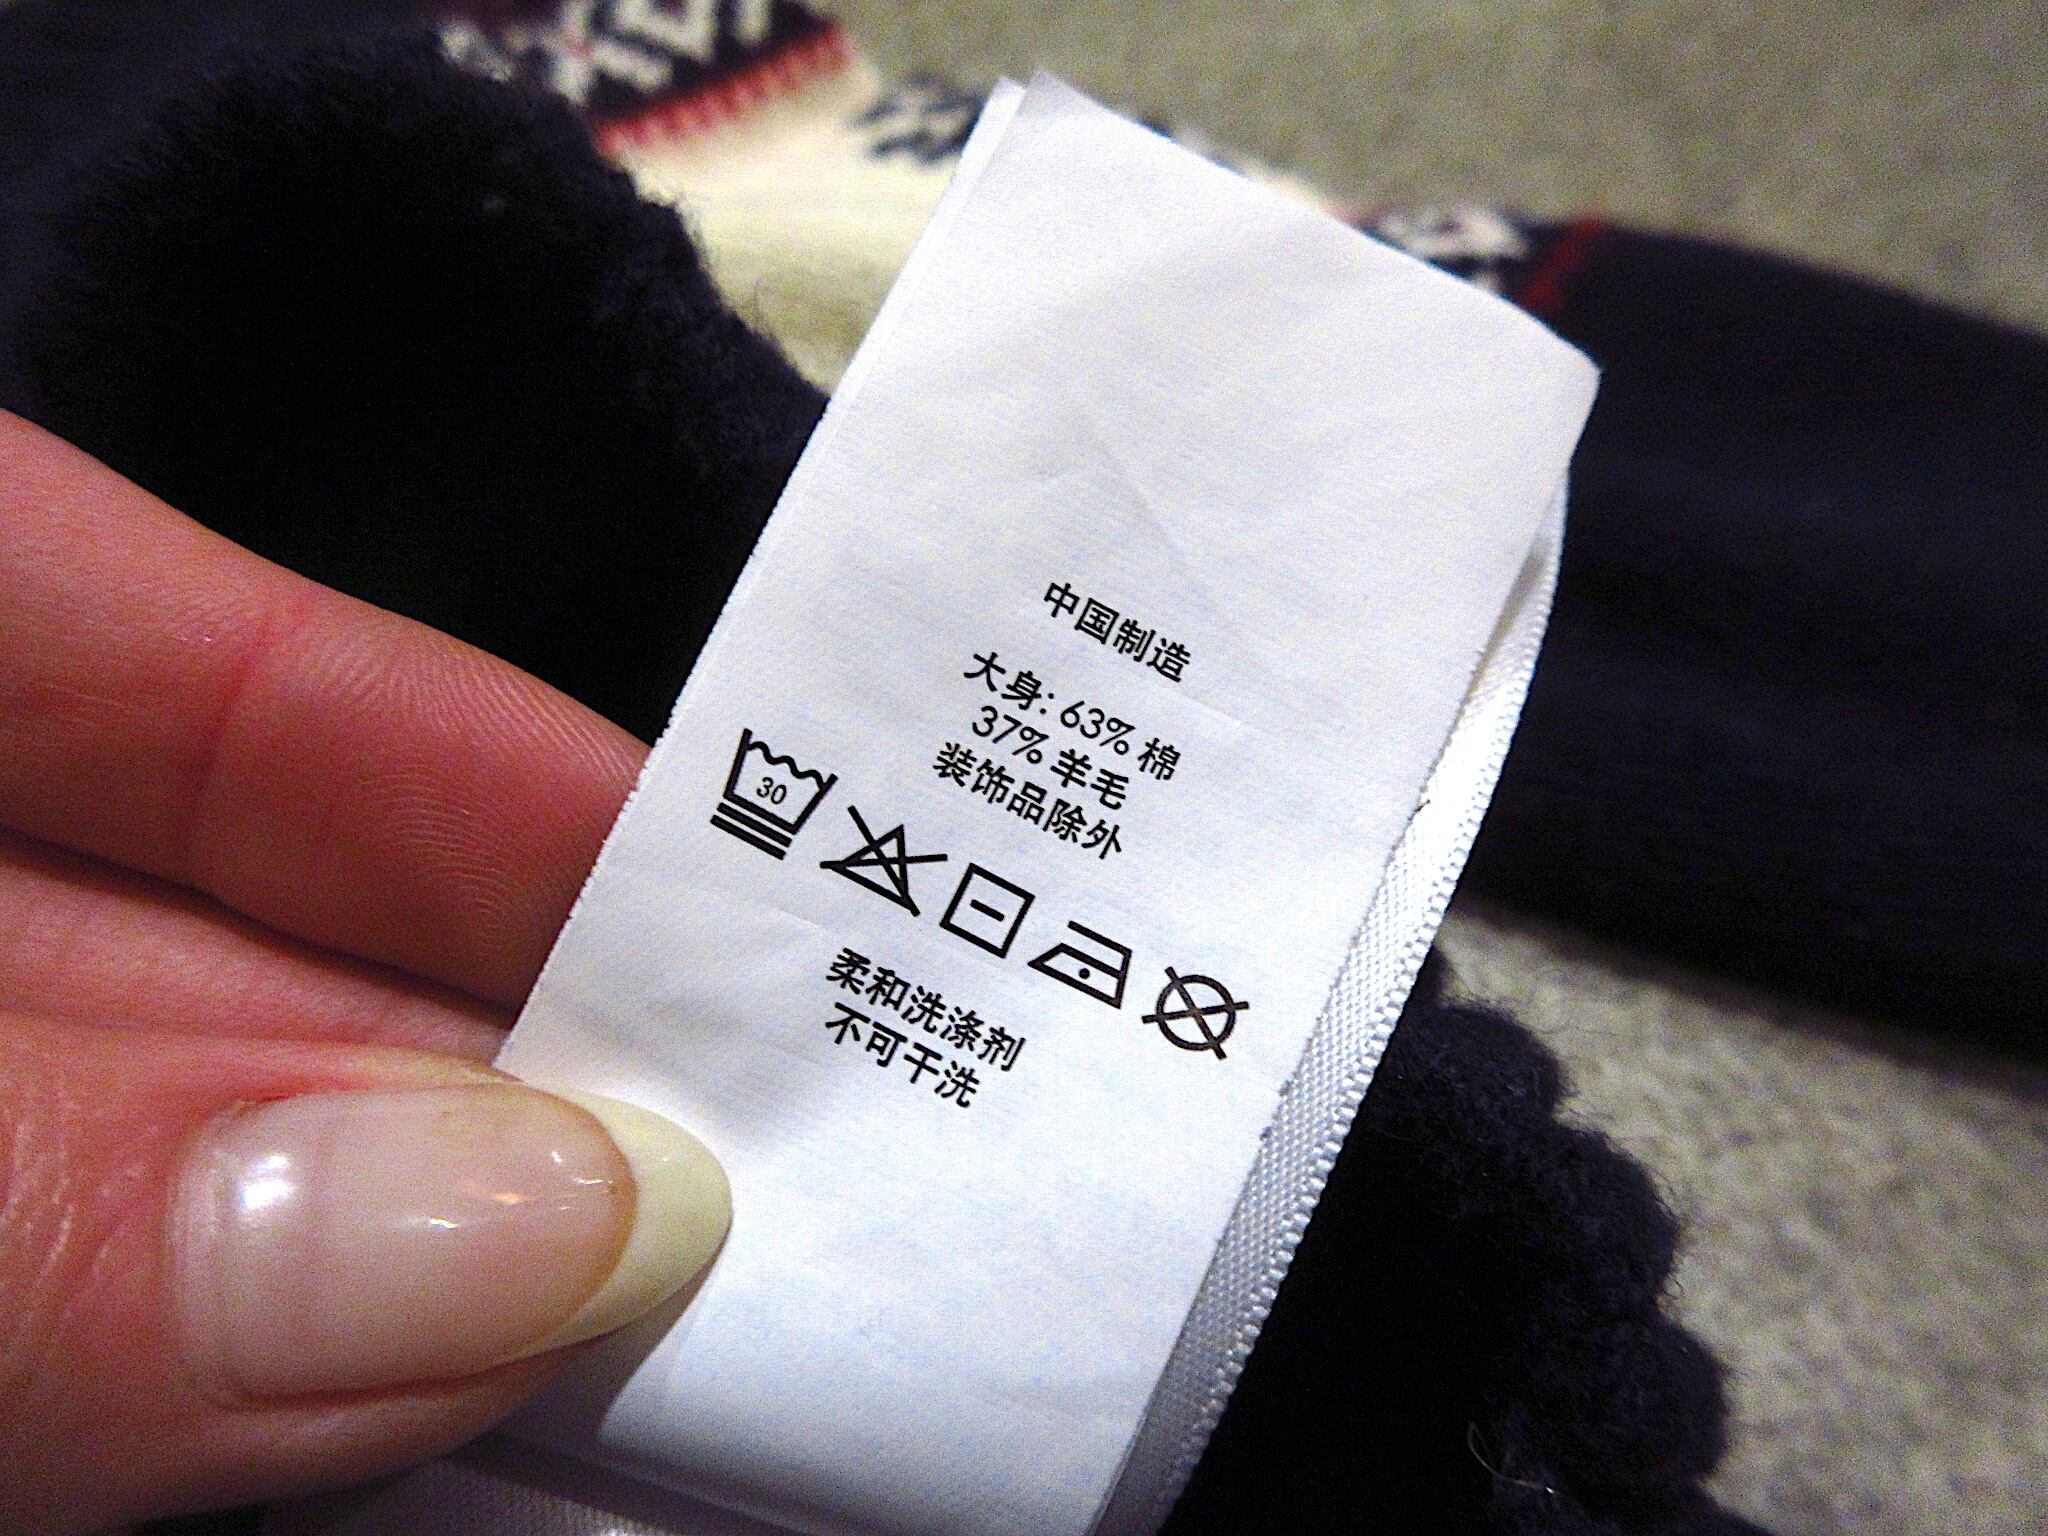 中国制造
大身: 63% 棉
37% 羊毛
装饰品除外
30
柔和洗涤剂
不可干洗